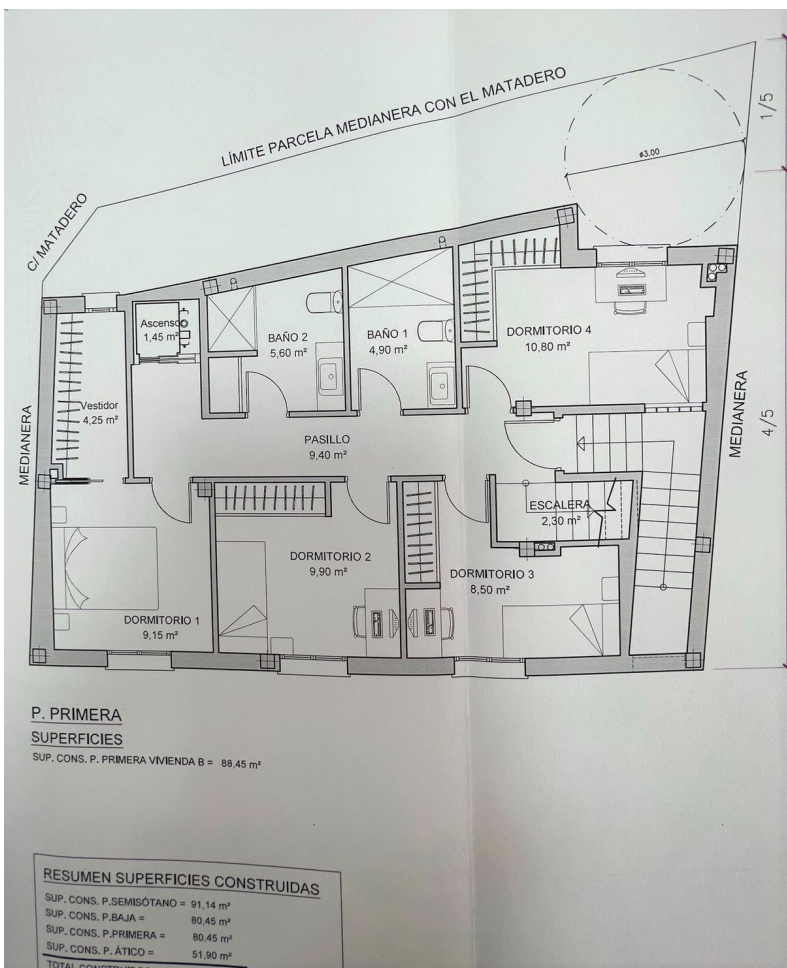 1/5
LÍMITE PARCELA MEDIANERA CON EL MATADERO
ø3.00
C/ MATADERO
Ascensor
1,45 m²
BAÑO 2
5,60 m²
BAÑO 1
4,90 m²
DORMITORIO 4
10,80 m²
Vestidor
4,25 m²
MEDIANERA
MEDIANERA
4/5
PASILLO
9,40 m²
ESCALERA
2,30 m²
DORMITORIO 2
9,90 m²
DORMITORIO 3
8,50 m²
DORMITORIO 1
9,15 m²
P. PRIMERA
SUPERFICIES
SUP. CONS. P. PRIMERA VIVIENDA B = 88,45 m²
RESUMEN SUPERFICIES CONSTRUIDAS
SUP. CONS. P.SEMISÓTANO = 91,14 m²
SUP. CONS. P.BAJA = 80,45 m²
SUP. CONS. P.PRIMERA = 80,45 m²
SUP. CONS. P. ÁTICO = 51,90 m²